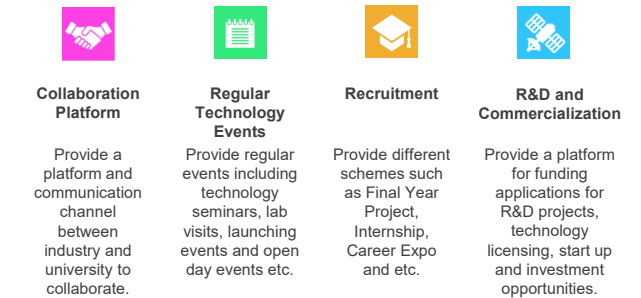 Collaboration
Platform
Provide a
platform and
communication
channel
between
industry and
university to
collaborate.
Regular
Technology
Events
Provide regular
events including
technology
seminars, lab
visits, launching
events and open
day events etc.
Recruitment
Provide different
schemes such
as Final Year
Project,
Internship,
Career Expo
and etc.
R&D and
Commercialization
Provide a platform
for funding
applications for
R&D projects,
technology
licensing, start up
and investment
opportunities.